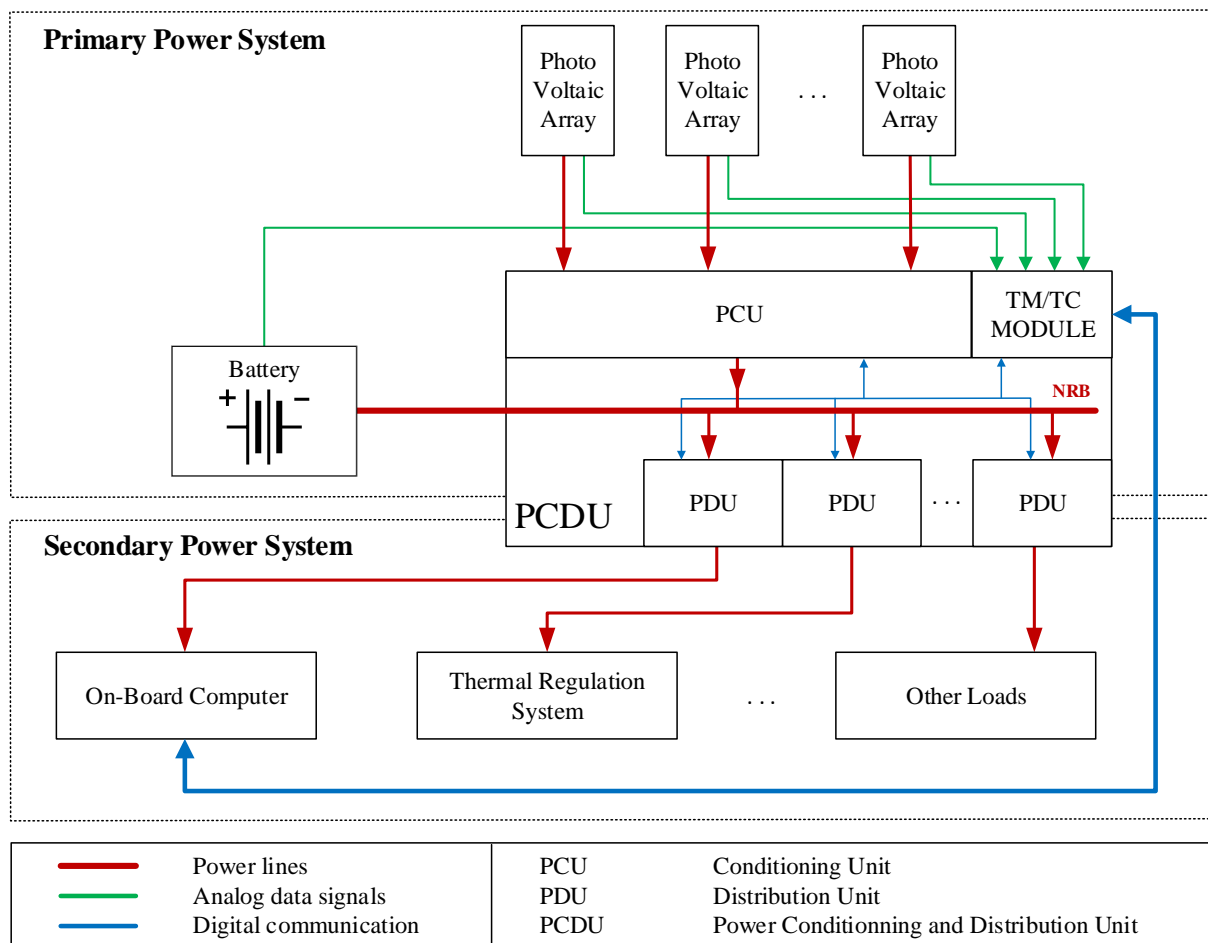 Primary Power System
Photo
Voltaic
Array
Photo
Voltaic
Array
. . .
Photo
Voltaic
Array
PCU
TM/TC
MODULE
Battery
+ −
NRB
PDU
PDU
. . .
PDU
PCDU
Secondary Power System
On-Board Computer
Thermal Regulation
System
. . .
Other Loads
Power lines
Analog data signals
Digital communication
PCU Conditioning Unit
PDU Distribution Unit
PCDU Power Conditionning and Distribution Unit